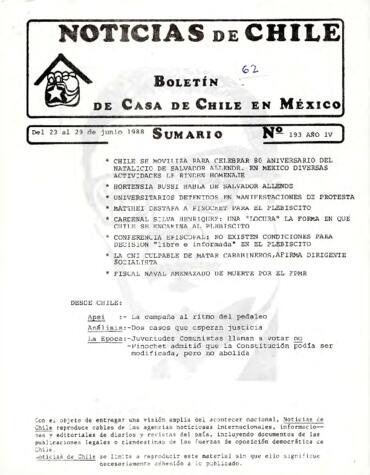 NOTICIAS DE CHILE
62
BOLETÍN
DE CASA DE CHILE EN MÉXICO
Del 23 al 29 de junio 1988 SUMARIO Nº 193 AÑO IV
* CHILE SE MOVILIZA PARA CELEBRAR 80 ANIVERSARIO DEL
NATALICIO DE SALVADOR ALLENDE. EN MEXICO DIVERSAS
ACTIVIDADES LE RINDEN HOMENAJE
* HORTENSIA BUSSI HABLA DE SALVADOR ALLENDE
* UNIVERSITARIOS DETENIDOS EN MANIFESTACIONES DE PROTESTA
* MATTHEI DESTAPA A PINOCHET PARA EL PLEBISCITO
* CARDENAL SILVA HENRIQUEZ: UNA "LOCURA" LA FORMA EN QUE
CHILE SE ENCAMINA AL PLEBISCITO
* CONFERENCIA EPISCOPAL: NO EXISTEN CONDICIONES PARA
DECISION "libre e informada" EN EL PLEBISCITO
* LA CNI CULPABLE DE MATAR CARABINEROS, AFIRMA DIRIGENTE
SOCIALISTA
* FISCAL NAVAL AMENAZADO DE MUERTE POR EL FPMR
DESDE CHILE:
Apsi :- La campaña al ritmo del pedaleo
Análisis:-Dos casos que esperan justicia
La Epoca:-Juventudes Comunistas llaman a votar no
-Pinochet admitió que la Constitución podía ser
modificada, pero no abolida
Con el objeto de entregar una visión amplia del acontecer nacional, Noticias de
Chile reproduce cables de las agencias noticiosas internacionales, informacio-
nes y editoriales de diarios y revistas del país, incluyendo documentos de las
publicaciones legales o clandestinas de las fuerzas de oposición democrática de
Chile.
Noticias de Chile se limita a reproducir este material sin que ello signifique
necesariamente adhesión a lo publicado.